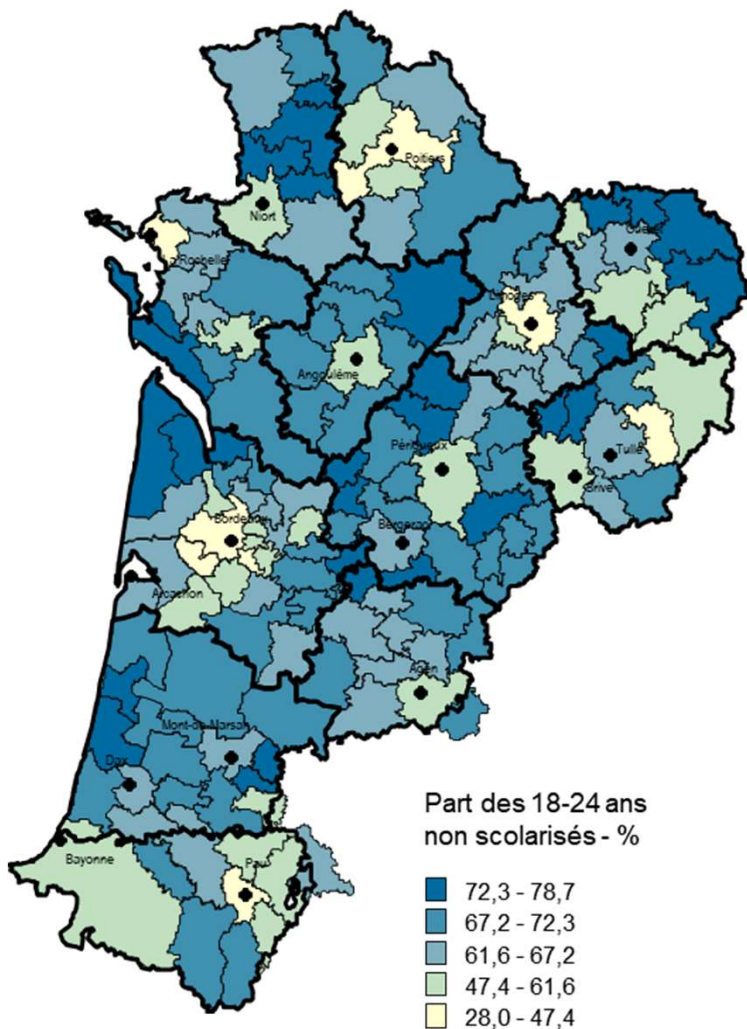 Poitiers
Niort
La Rochelle
Guéret
Limoges
Angoulême
Périgueux
Tulle
Brive
Bordeaux
Bergerac
Arcachon
Agen
Mont-de-Marsan
Dax
Bayonne
Pau
Part des 18-24 ans
non scolarisés - %
72,3 - 78,7
67,2 - 72,3
61,6 - 67,2
47,4 - 61,6
28,0 - 47,4